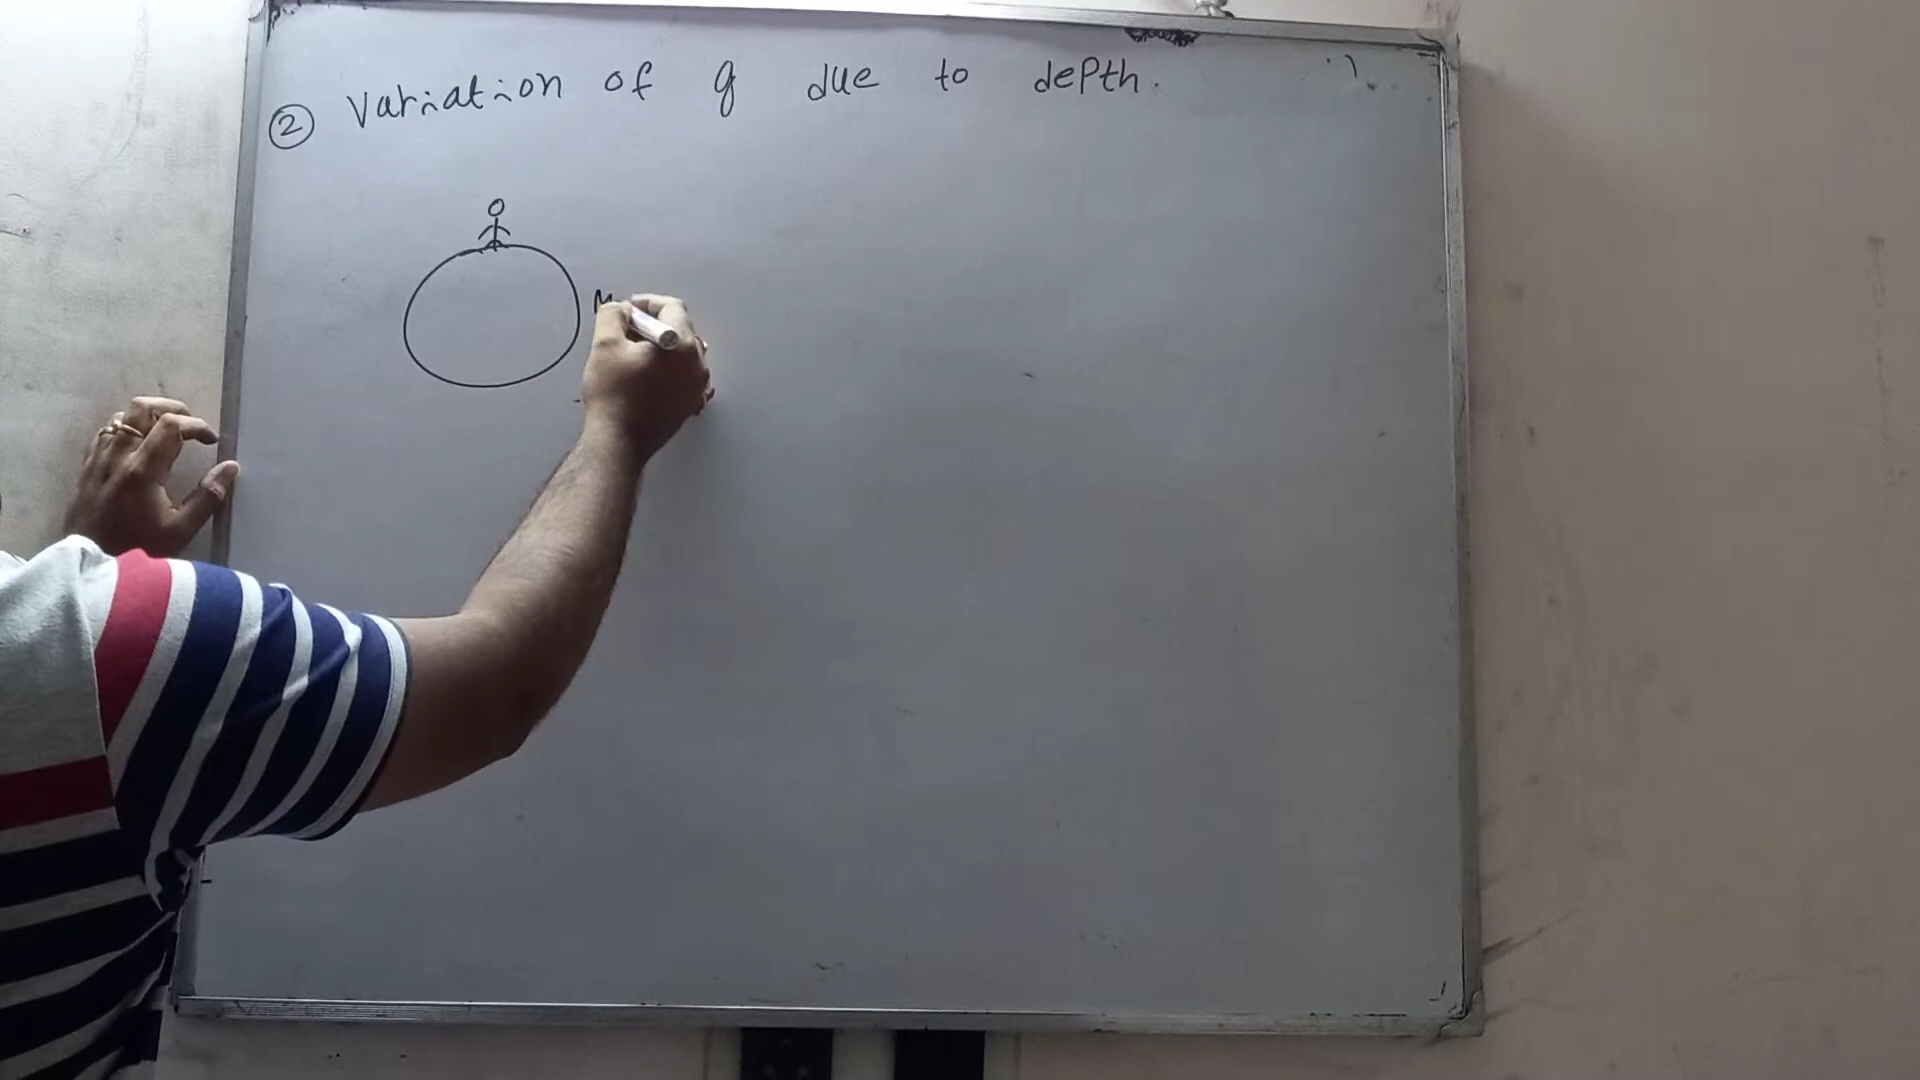 ② Variation of g due to depth.
M